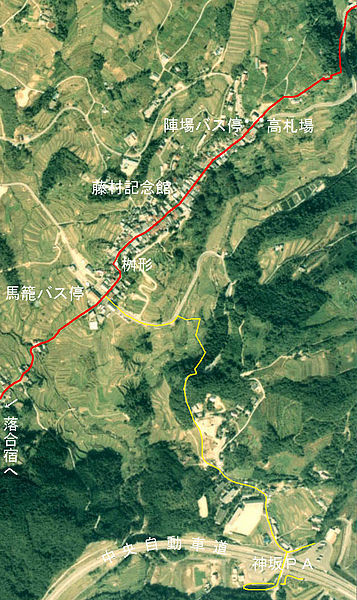 陣場バス停
高札場
藤村記念館
桝形
馬籠バス停
落合宿へ
中央自動車道
神坂ＰＡ